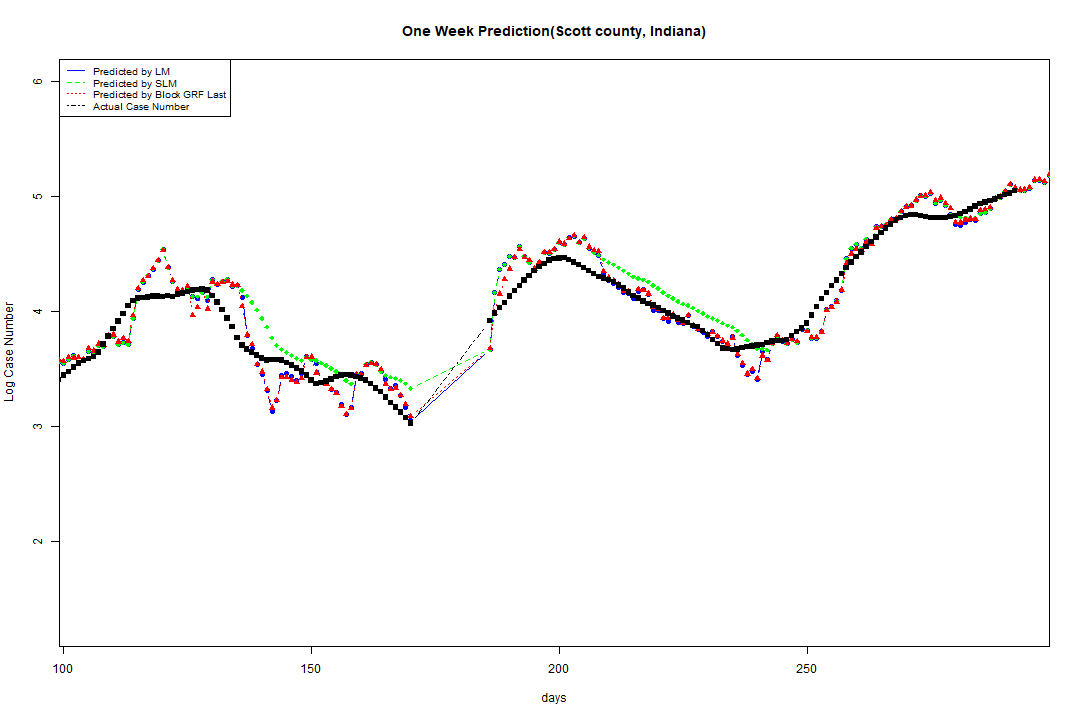 One Week Prediction(Scott county, Indiana)
Predicted by LM
Predicted by SLM
Predicted by Block GRF Last
Actual Case Number
6
5
4
3
2
Log Case Number
100 150 200 250
days